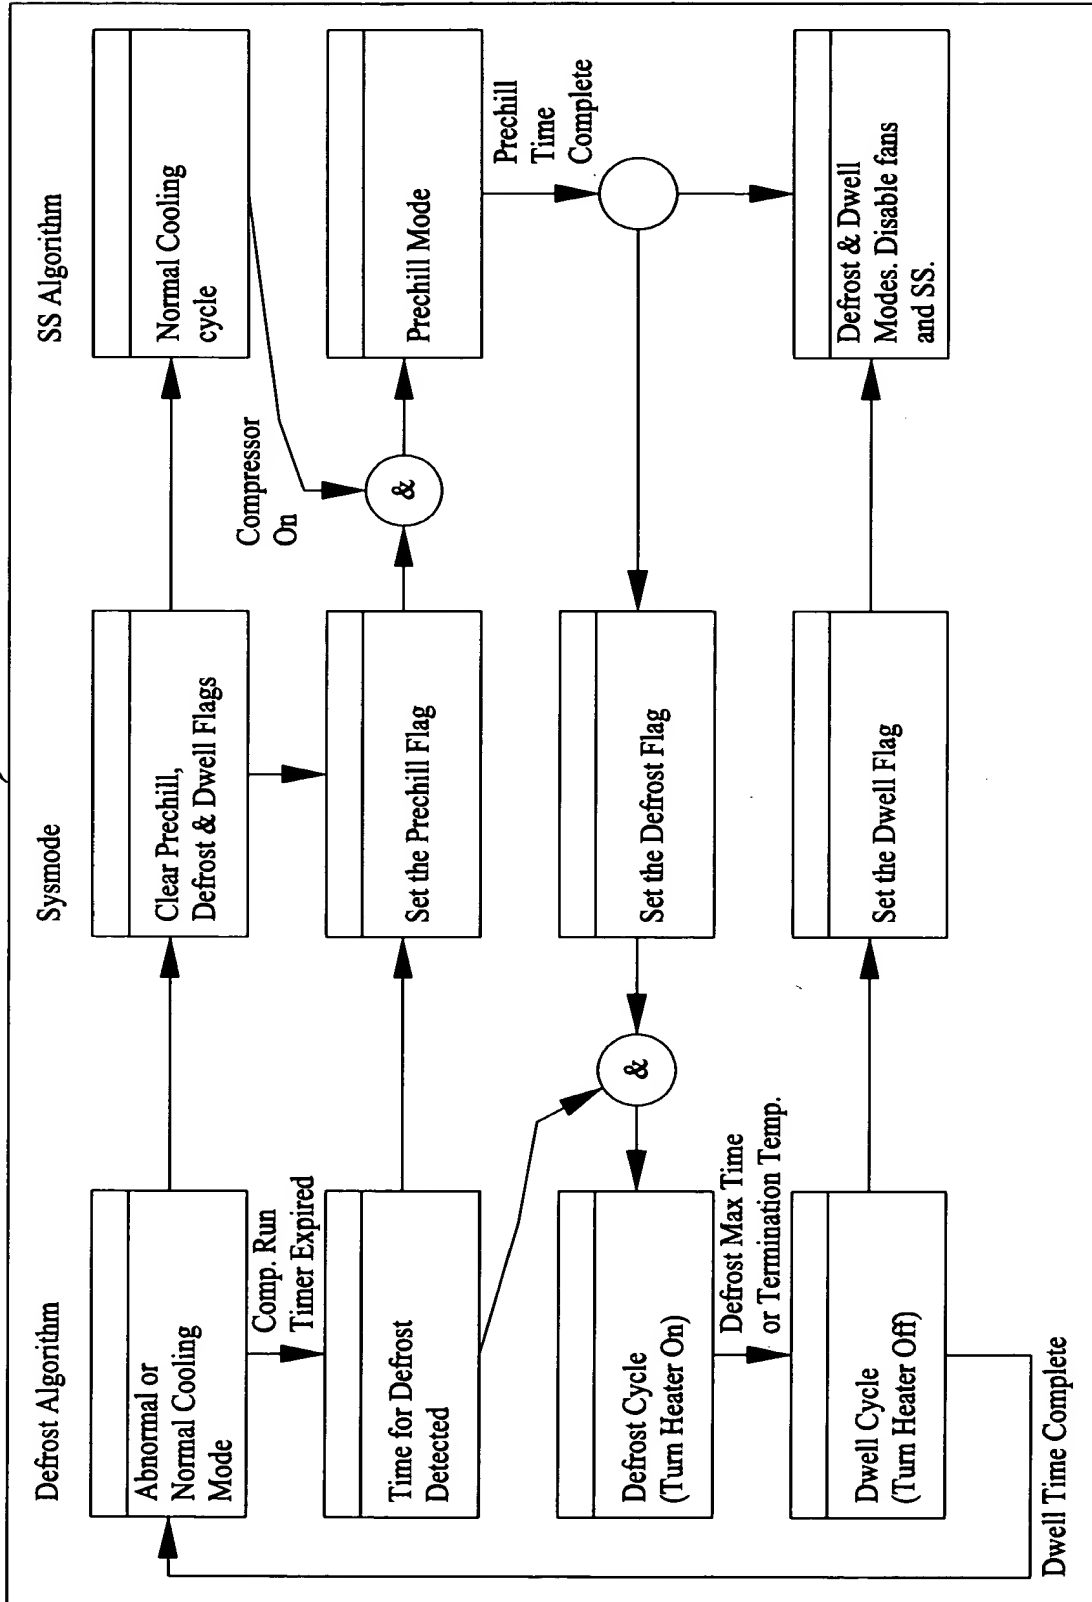 Defrost Algorithm
Sysmode
SS Algorithm
Abnormal or
Normal Cooling
Mode
Clear Prechill,
Defrost & Dwell Flags
Normal Cooling
cycle
Comp. Run
Timer Expired
Compressor
On
Time for Defrost
Detected
Set the Prechill Flag
&
Prechill Mode
Prechill
Time
Complete
&
Defrost Cycle
(Turn Heater On)
Set the Defrost Flag
Defrost Max Time
or Termination Temp.
Dwell Cycle
(Turn Heater Off)
Set the Dwell Flag
Defrost & Dwell
Modes. Disable fans
and SS.
Dwell Time Complete